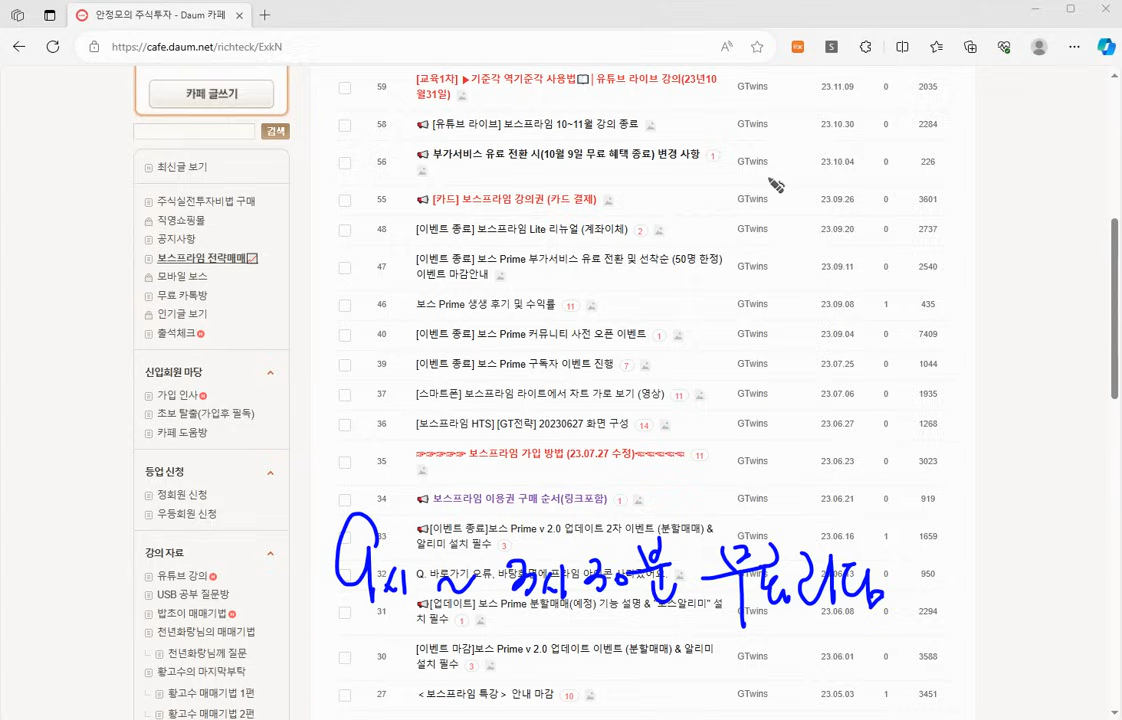 안정모의 주식투자 - Daum 카페
https://cafe.daum.net/richteck/ExkN
카페 글쓰기
검색
최신글 보기
주식실전투자비법 구매
직영쇼핑몰
공지사항
보스프라임 전략매매📈
모바일 보스
무료 카톡방
인기글 보기
출석체크 N
신입회원 마당
가입 인사 N
초보 탈출(가입후 필독)
카페 도움방
등업 신청
정회원 신청
우등회원 신청
강의 자료
유튜브 강의 N
USB 공부 질문방
밥초이 매매기법 N
천년화랑님의 매매기법
천년화랑님께 질문
황고수의 마지막부탁
황고수 매매기법 1편
황고수 매매기법 2편
59 [교육1차] ▶기준각 역기준각 사용법📖 | 유튜브 라이브 강의(23년10월31일) GTwins 23.11.09 0 2035
58 📢 [유튜브 라이브] 보스프라임 10~11월 강의 종료 GTwins 23.10.30 0 2284
56 📢 부가서비스 유료 전환 시(10월 9일 무료 혜택 종료) 변경 사항 1 GTwins 23.10.04 0 226
55 📢 [카드] 보스프라임 강의권 (카드 결제) GTwins 23.09.26 0 3601
48 [이벤트 종료] 보스프라임 Lite 리뉴얼 (계좌이체) 2 GTwins 23.09.20 0 2737
47 [이벤트 종료] 보스 Prime 부가서비스 유료 전환 및 선착순 (50명 한정) 이벤트 마감안내 GTwins 23.09.11 0 2540
46 보스 Prime 생생 후기 및 수익률 11 GTwins 23.09.08 1 435
40 [이벤트 종료] 보스 Prime 커뮤니티 사전 오픈 이벤트 1 GTwins 23.09.04 0 7409
39 [이벤트 종료] 보스 Prime 구독자 이벤트 진행 7 GTwins 23.07.25 0 1044
37 [스마트폰] 보스프라임 라이트에서 차트 가로 보기 (영상) 11 GTwins 23.07.06 0 1935
36 [보스프라임 HTS] [GT전략] 20230627 화면 구성 14 GTwins 23.06.27 0 1268
35 ☞☞☞☞☞ 보스프라임 가입 방법 (23.07.27 수정)☜☜☜☜☜ 11 GTwins 23.06.23 0 3023
34 📢 보스프라임 이용권 구매 순서(링크포함) 1 GTwins 23.06.21 0 919
33 📢[이벤트 종료]보스 Prime v 2.0 업데이트 2차 이벤트 (분할매매) & 알리미 설치 필수 3 GTwins 23.06.16 1 1659
9시 ~ 3시 30분 무료리딩
32 Q. 바로가기 오류, 바탕화면에 프라임 아이콘 사라졌어요. 0 950
31 📢[업데이트] 보스 Prime 분할매매(예정) 기능 설명 & "보스알리미" 설치 필수 1 GTwins 23.06.08 0 2294
30 [이벤트 마감]보스 Prime v 2.0 업데이트 이벤트 (분할매매) & 알리미 설치 필수 3 GTwins 23.06.01 0 3588
27 <보스프라임 특강> 안내 마감 10 GTwins 23.05.03 1 3451